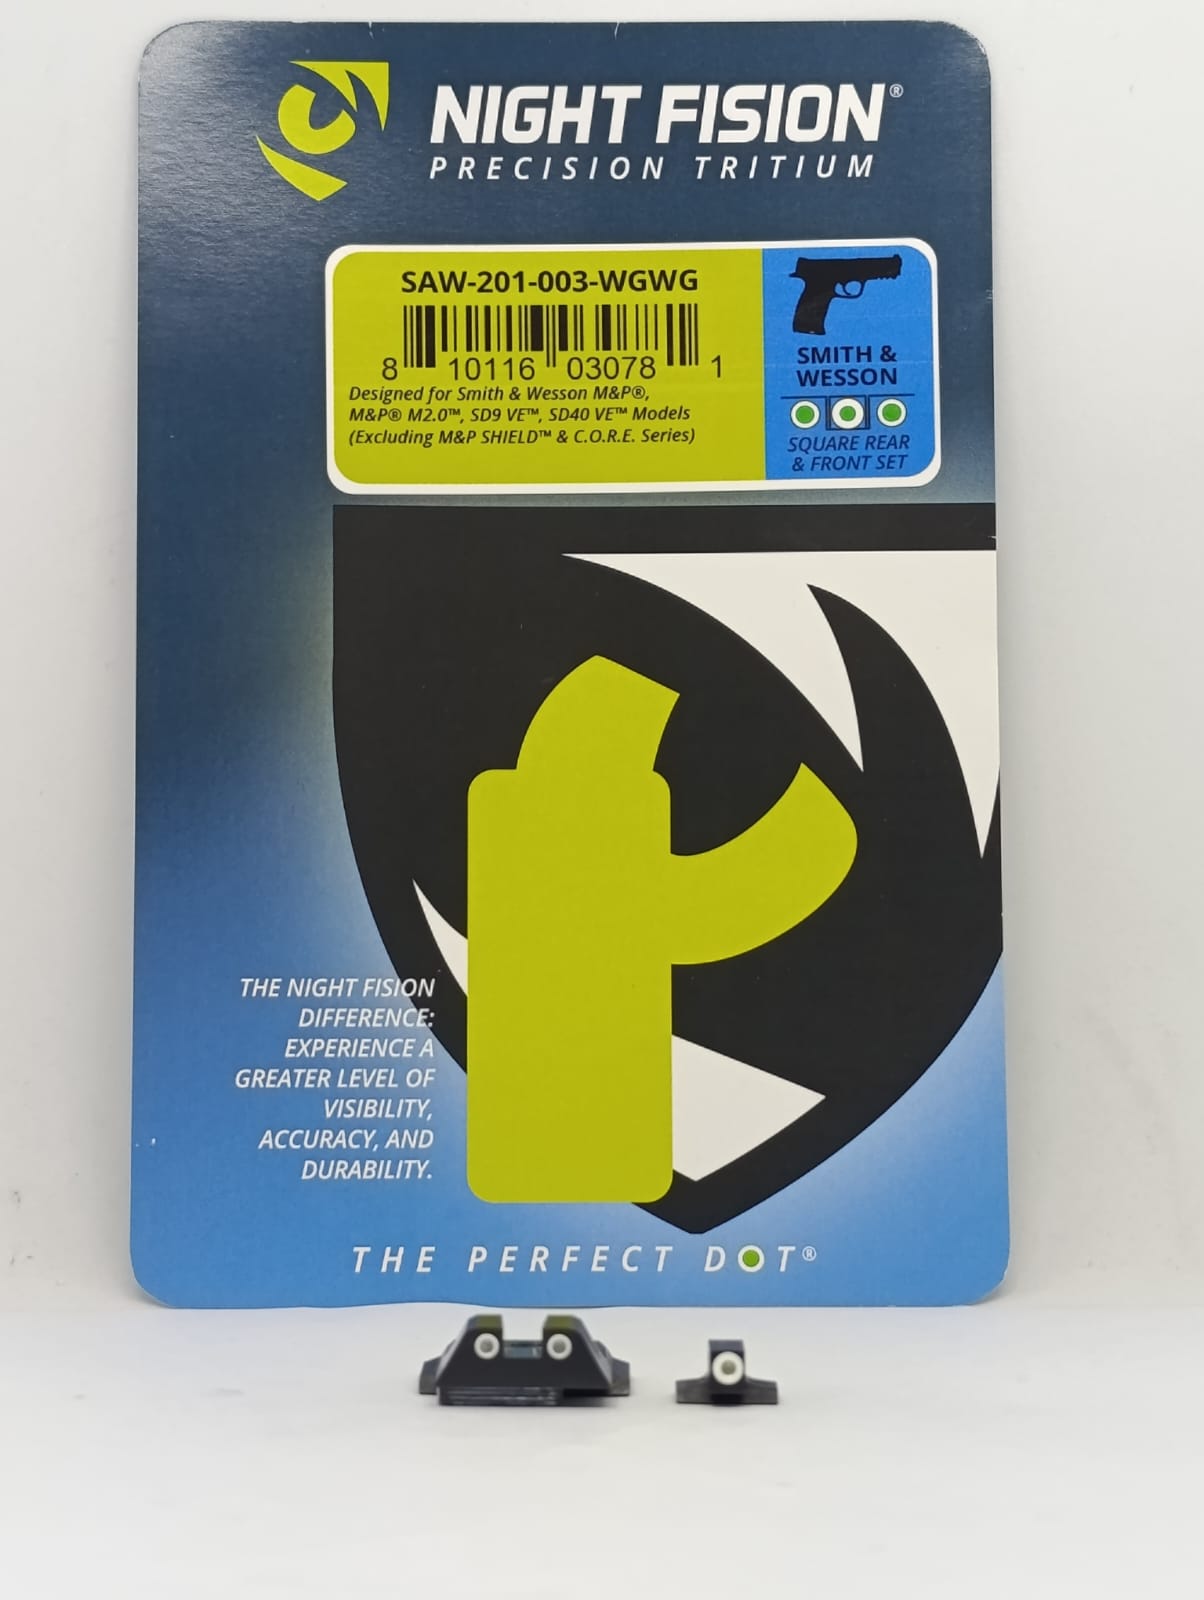 NIGHT FISION®
PRECISION TRITIUM
SAW-201-003-WGWG
8 10116 03078 1
Designed for Smith & Wesson M&P®,
M&P® M2.0™, SD9 VE™, SD40 VE™ Models
(Excluding M&P SHIELD™ & C.O.R.E. Series)
SMITH &
WESSON
SQUARE REAR
& FRONT SET
THE NIGHT FISION
DIFFERENCE:
EXPERIENCE A
GREATER LEVEL OF
VISIBILITY,
ACCURACY, AND
DURABILITY.
THE PERFECT DOT®